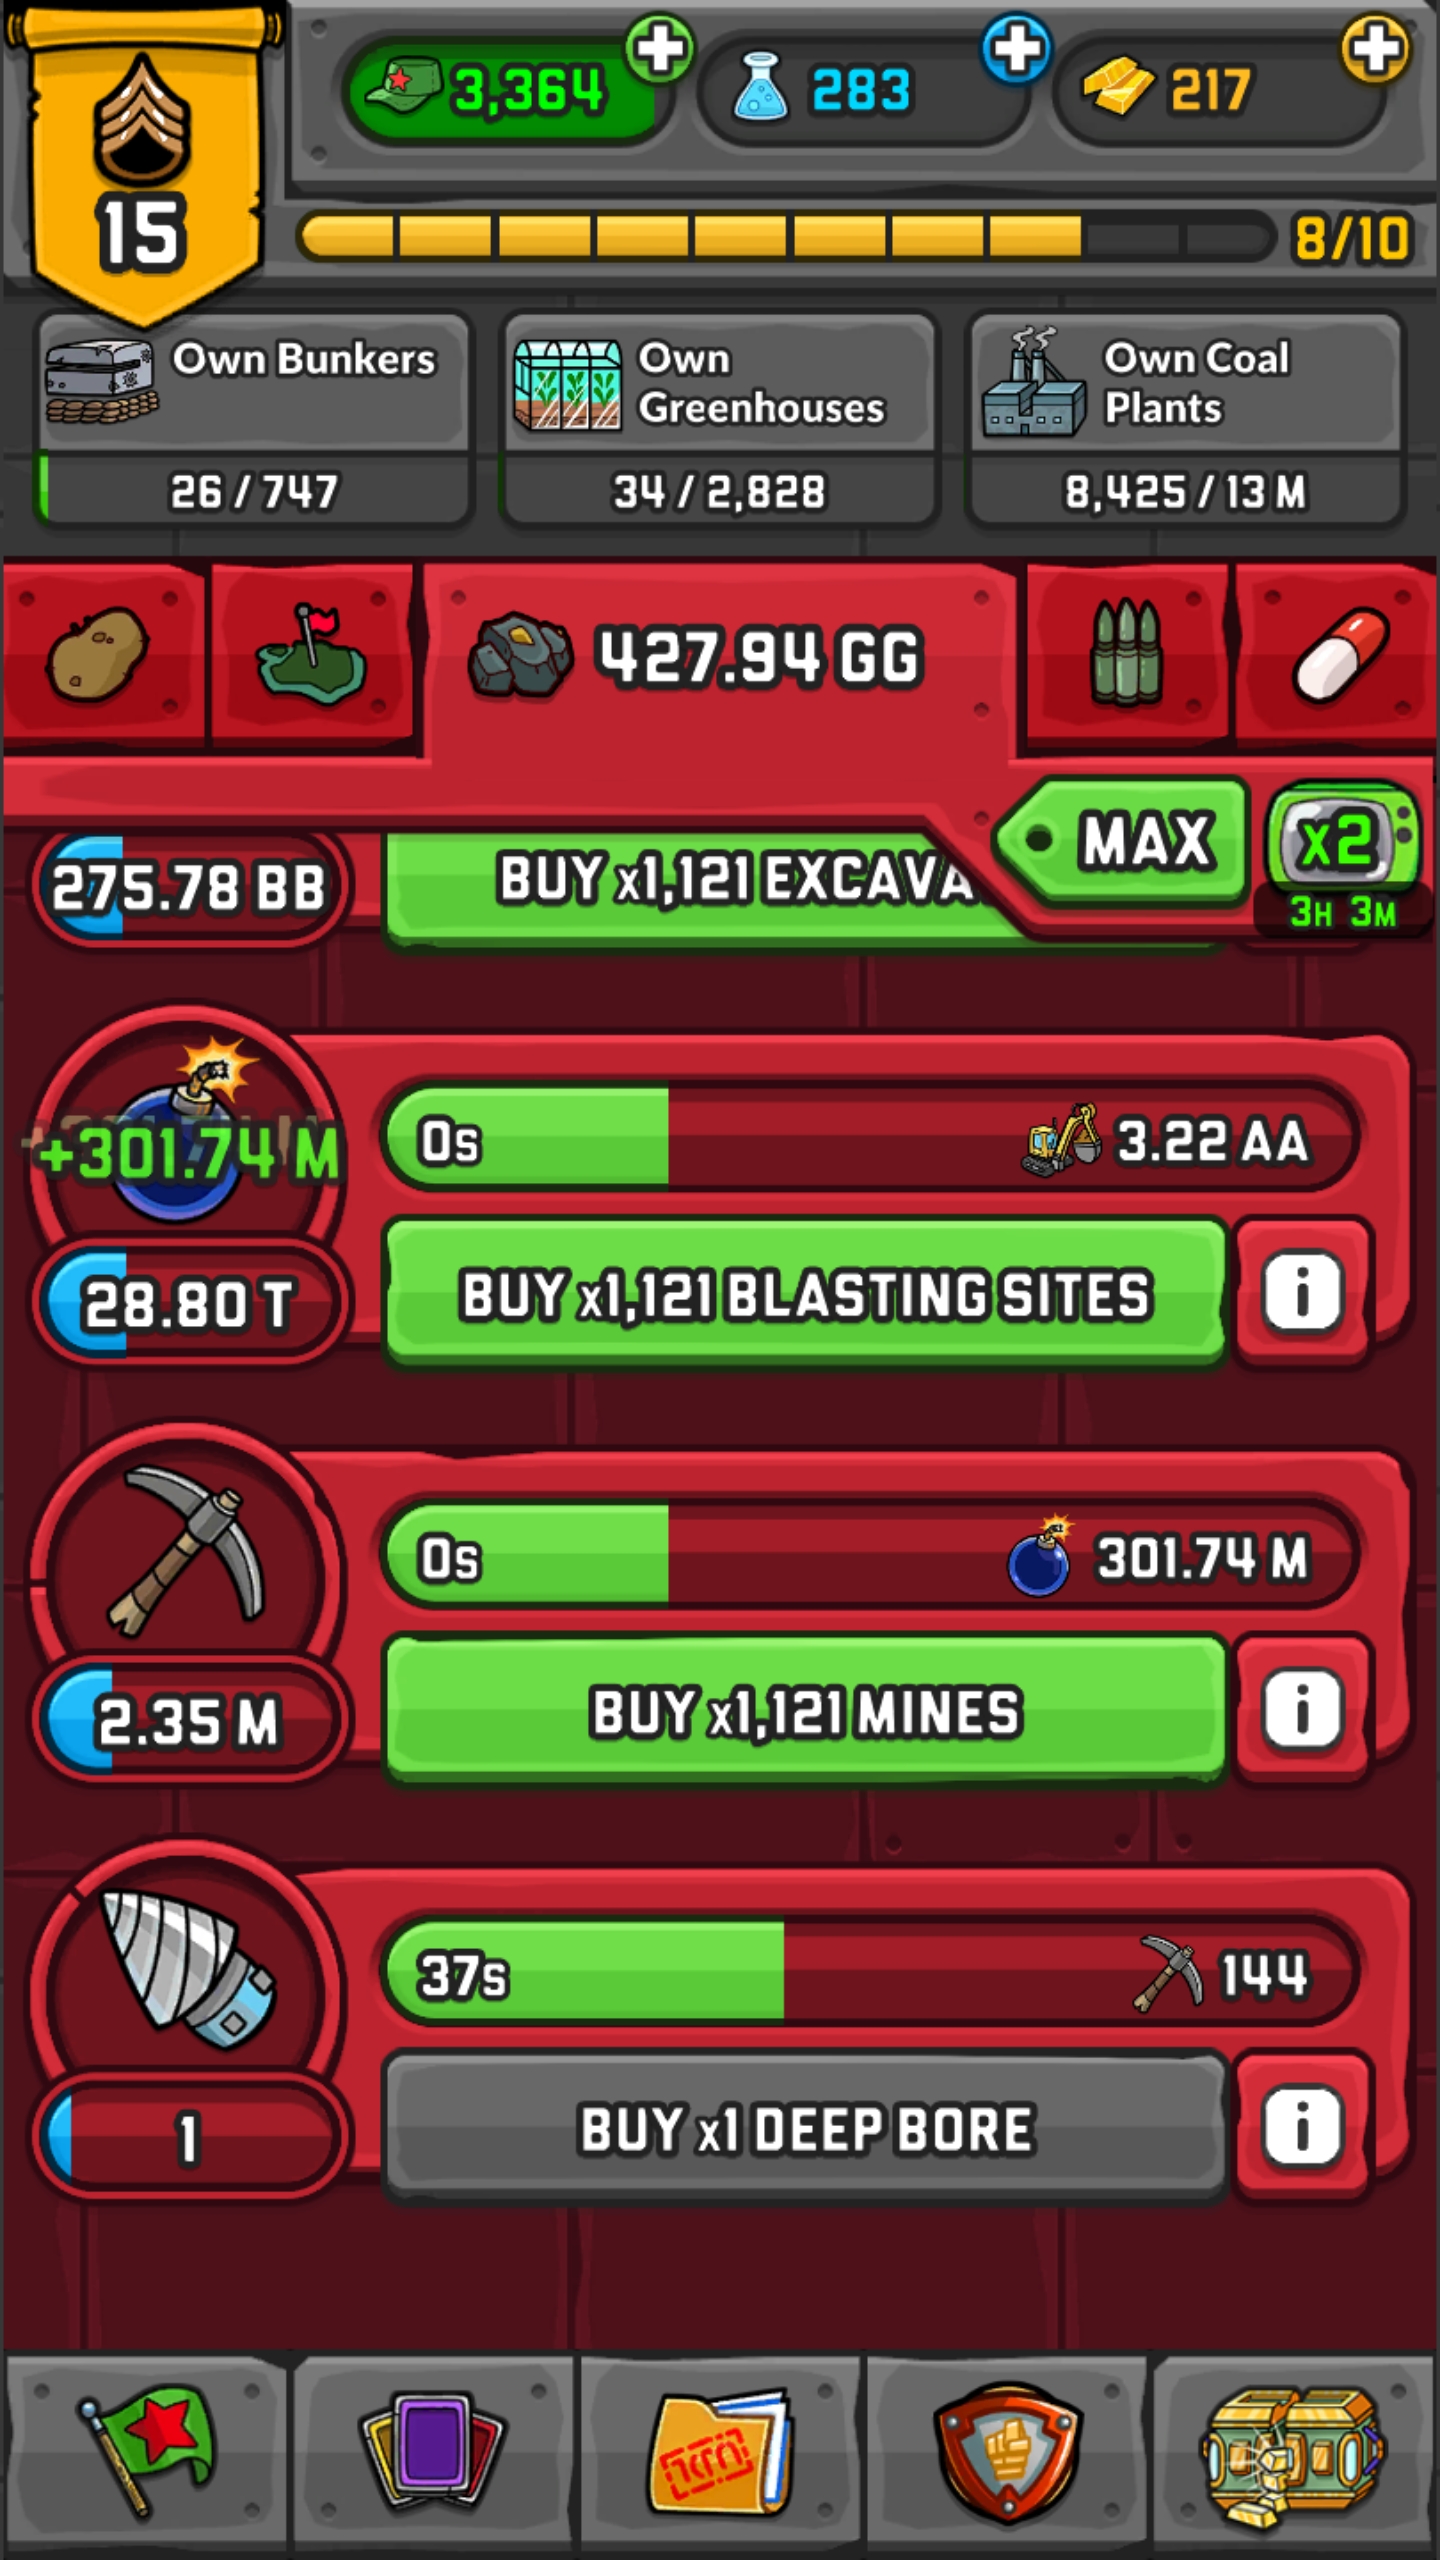 3,364
283
217
15
8/10
Own Bunkers
26 / 747
Own
Greenhouses
34 / 2,828
Own Coal
Plants
8,425 / 13 M
427.94 GG
MAX
x2
3H 3M
275.78 BB
BUY x1,121 EXCAVA
+301.74 M
0s
3.22 AA
28.80 T
BUY x1,121 BLASTING SITES
i
0s
301.74 M
2.35 M
BUY x1,121 MINES
i
37s
144
1
BUY x1 DEEP BORE
i